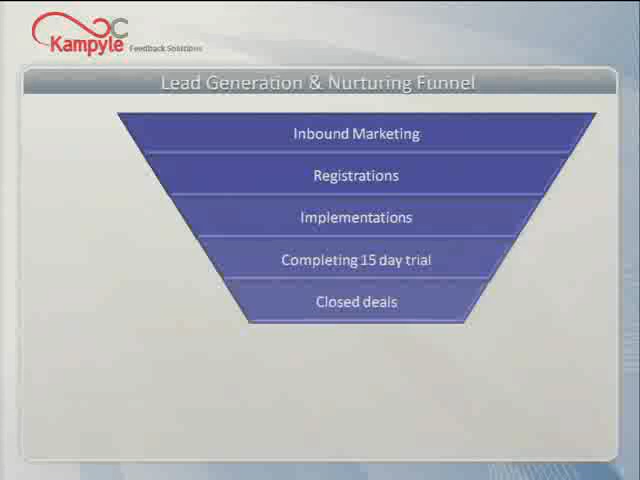 Kampyle Feedback Solutions
Lead Generation & Nurturing Funnel
Inbound Marketing
Registrations
Implementations
Completing 15 day trial
Closed deals